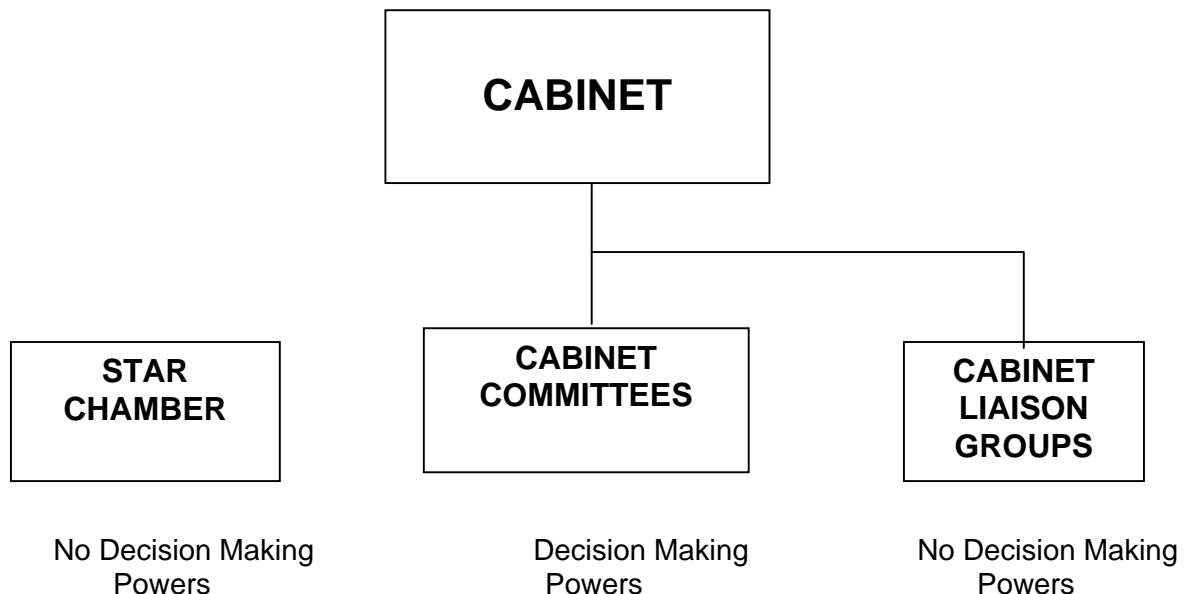 CABINET
STAR
CHAMBER
CABINET
COMMITTEES
CABINET
LIAISON
GROUPS
No Decision Making
Powers
Decision Making
Powers
No Decision Making
Powers